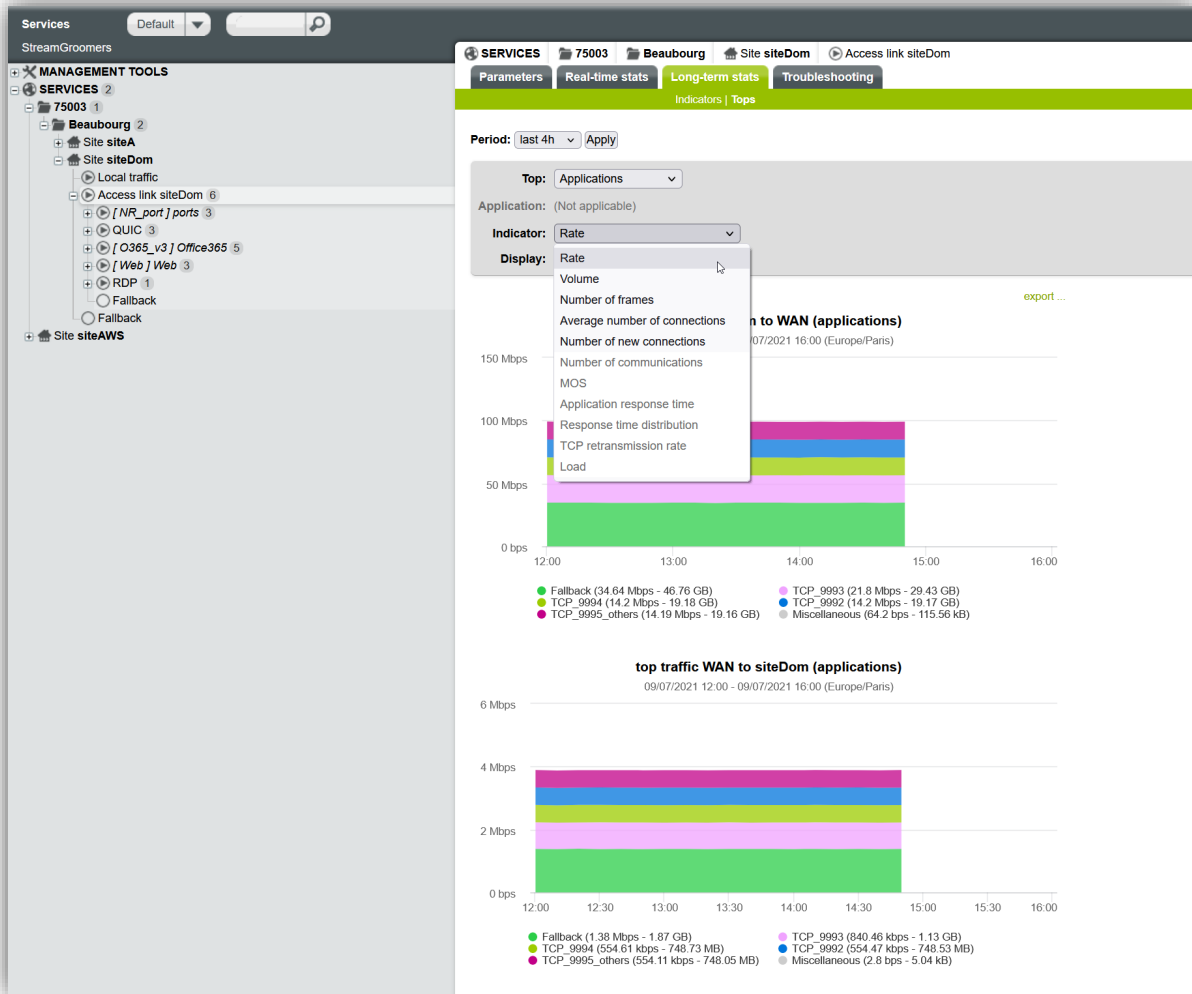 Services
Default
StreamGroomers
MANAGEMENT TOOLS
SERVICES 2
75003 1
Beaubourg 2
Site siteA
Site siteDom
Local traffic
Access link siteDom 6
[ NR_port ] ports 3
QUIC 3
[ O365_v3 ] Office365 5
[ Web ] Web 3
RDP 1
Fallback
Fallback
Site siteAWS
SERVICES 75003 Beaubourg Site siteDom Access link siteDom
Parameters Real-time stats Long-term stats Troubleshooting
Indicators | Tops
Period: last 4h Apply
Top: Applications
Application: (Not applicable)
Indicator: Rate
Display: Rate
Volume
Number of frames
Average number of connections
Number of new connections
Number of communications
MOS
Application response time
Response time distribution
TCP retransmission rate
Load
export ...
to WAN (applications)
/07/2021 16:00 (Europe/Paris)
150 Mbps
100 Mbps
50 Mbps
0 bps
12:00 13:00 14:00 15:00 16:00
Fallback (34.64 Mbps - 46.76 GB) TCP_9993 (21.8 Mbps - 29.43 GB)
TCP_9994 (14.2 Mbps - 19.18 GB) TCP_9992 (14.2 Mbps - 19.17 GB)
TCP_9995_others (14.19 Mbps - 19.16 GB) Miscellaneous (64.2 bps - 115.56 kB)
top traffic WAN to siteDom (applications)
09/07/2021 12:00 - 09/07/2021 16:00 (Europe/Paris)
6 Mbps
4 Mbps
2 Mbps
0 bps
12:00 12:30 13:00 13:30 14:00 14:30 15:00 15:30 16:00
Fallback (1.38 Mbps - 1.87 GB) TCP_9993 (840.46 kbps - 1.13 GB)
TCP_9994 (554.61 kbps - 748.73 MB) TCP_9992 (554.47 kbps - 748.53 MB)
TCP_9995_others (554.11 kbps - 748.05 MB) Miscellaneous (2.8 bps - 5.04 kB)